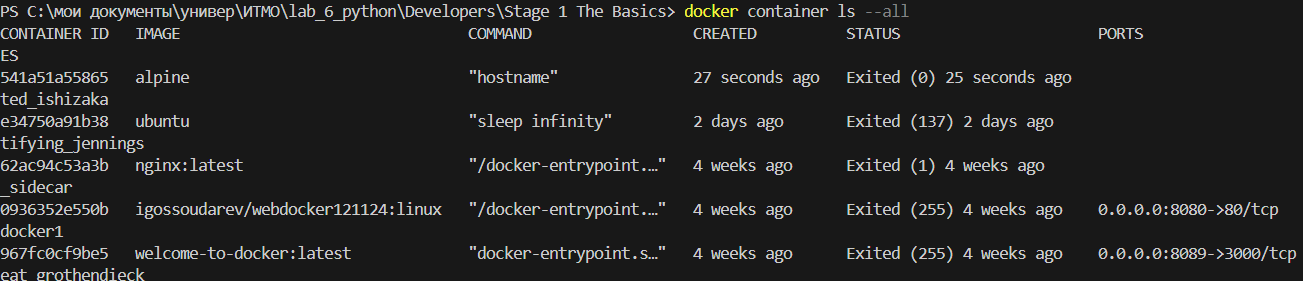 PS C:\мои документы\универ\ИТМО\lab_6_python\Developers\Stage 1 The Basics> docker container ls --all
CONTAINER ID   IMAGE                                COMMAND                  CREATED          STATUS                      PORTS
ES
541a51a55865   alpine                               "hostname"               27 seconds ago   Exited (0) 25 seconds ago
ted_ishizaka
e34750a91b38   ubuntu                               "sleep infinity"         2 days ago       Exited (137) 2 days ago
tifying_jennings
62ac94c53a3b   nginx:latest                         "/docker-entrypoint.…"   4 weeks ago      Exited (1) 4 weeks ago
_sidecar
0936352e550b   igossoudarev/webdocker121124:linux   "/docker-entrypoint.…"   4 weeks ago      Exited (255) 4 weeks ago    0.0.0.0:8080->80/tcp
docker1
967fc0cf9be5   welcome-to-docker:latest             "docker-entrypoint.s…"   4 weeks ago      Exited (255) 4 weeks ago    0.0.0.0:8089->3000/tcp
eat_grothendieck